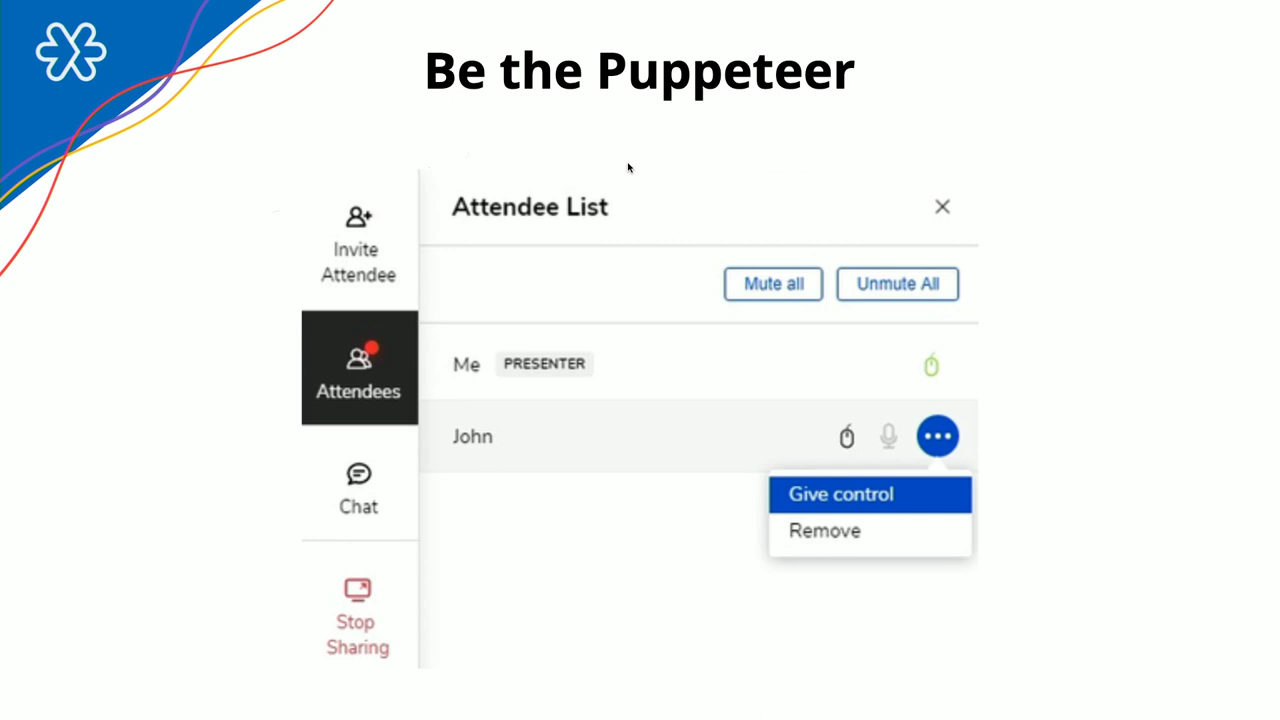 Be the Puppeteer
Invite
Attendee
Attendees
Chat
Stop
Sharing
Attendee List
Mute all
Unmute All
Me PRESENTER
John
Give control
Remove